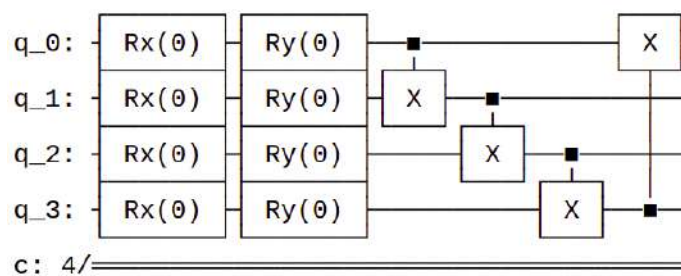 q_0: Rx(0) Ry(0) X
q_1: Rx(0) Ry(0) X
q_2: Rx(0) Ry(0) X
q_3: Rx(0) Ry(0) X
c: 4/